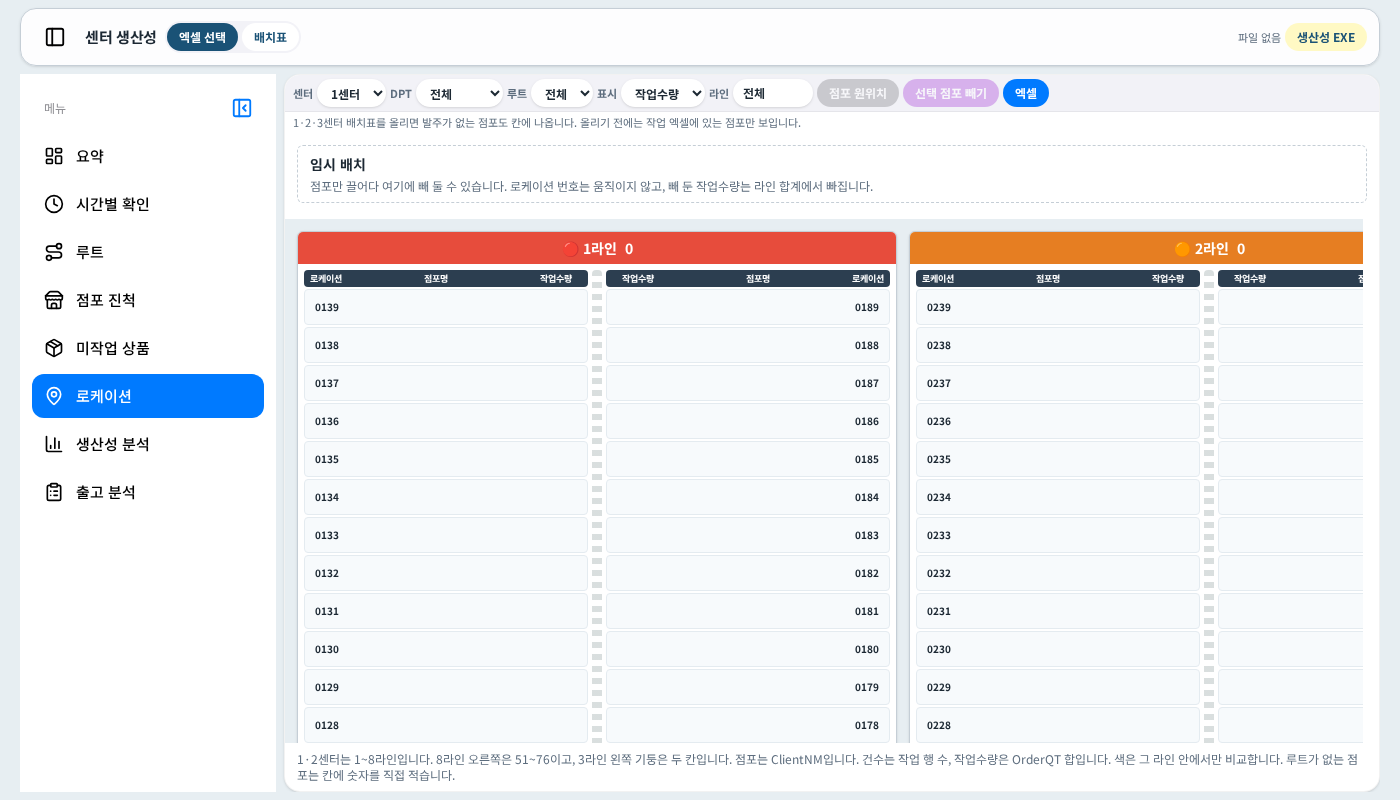 센터 생산성 엑셀 선택 배치표 파일 없음 생산성 EXE
메뉴
요약
시간별 확인
루트
점포 진척
미작업 상품
로케이션
생산성 분석
출고 분석
센터 1센터 DPT 전체 루트 전체 표시 작업수량 라인 전체 점포 원위치 선택 점포 빼기 엑셀
1·2·3센터 배치표를 올리면 발주가 없는 점포도 칸에 나옵니다. 올리기 전에는 작업 엑셀에 있는 점포만 보입니다.
임시 배치
점포만 끌어다 여기에 빼 둘 수 있습니다. 로케이션 번호는 움직이지 않고, 빼 둔 작업수량은 라인 합계에서 빠집니다.
1라인 0 2라인 0
로케이션 점포명 작업수량 작업수량 점포명 로케이션 로케이션 점포명 작업수량 작업수량
0139 0189 0239
0138 0188 0238
0137 0187 0237
0136 0186 0236
0135 0185 0235
0134 0184 0234
0133 0183 0233
0132 0182 0232
0131 0181 0231
0130 0180 0230
0129 0179 0229
0128 0178 0228
1·2센터는 1~8라인입니다. 8라인 오른쪽은 51~76이고, 3라인 왼쪽 기둥은 두 칸입니다. 점포는 ClientNM입니다. 건수는 작업 행 수, 작업수량은 OrderQT 합입니다. 색은 그 라인 안에서만 비교합니다. 루트가 없는 점
포는 칸에 숫자를 직접 적습니다.